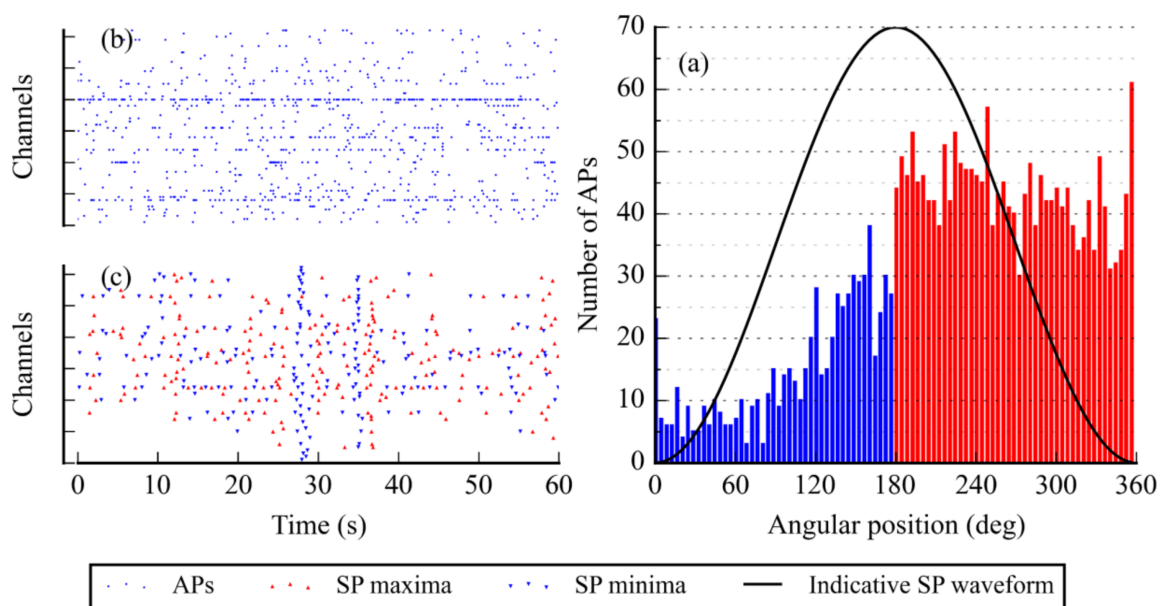 (b)
Channels
(c)
Channels
0 10 20 30 40 50 60
Time (s)
(a)
Number of APs
70
60
50
40
30
20
10
0
0 60 120 180 240 300 360
Angular position (deg)
APs SP maxima SP minima Indicative SP waveform